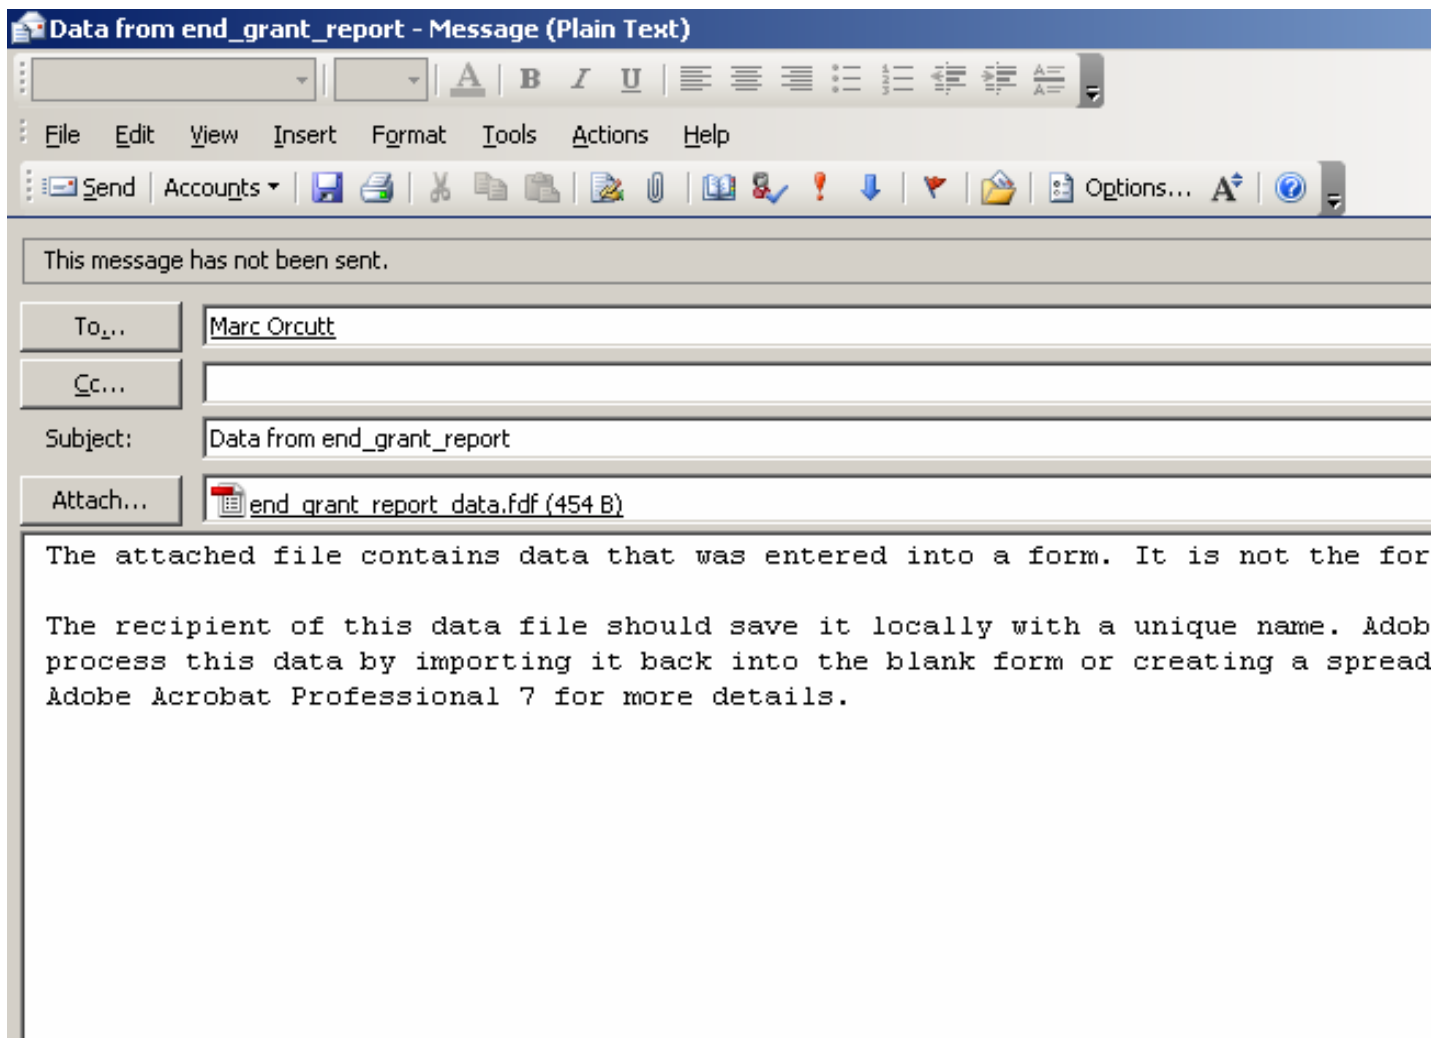 Data from end_grant_report - Message (Plain Text)
A B I U
File Edit View Insert Format Tools Actions Help
Send Accounts Options...
This message has not been sent.
To... Marc Orcutt
Cc...
Subject: Data from end_grant_report
Attach... end_grant_report_data.fdf (454 B)
The attached file contains data that was entered into a form. It is not the for
The recipient of this data file should save it locally with a unique name. Adob
process this data by importing it back into the blank form or creating a spread
Adobe Acrobat Professional 7 for more details.